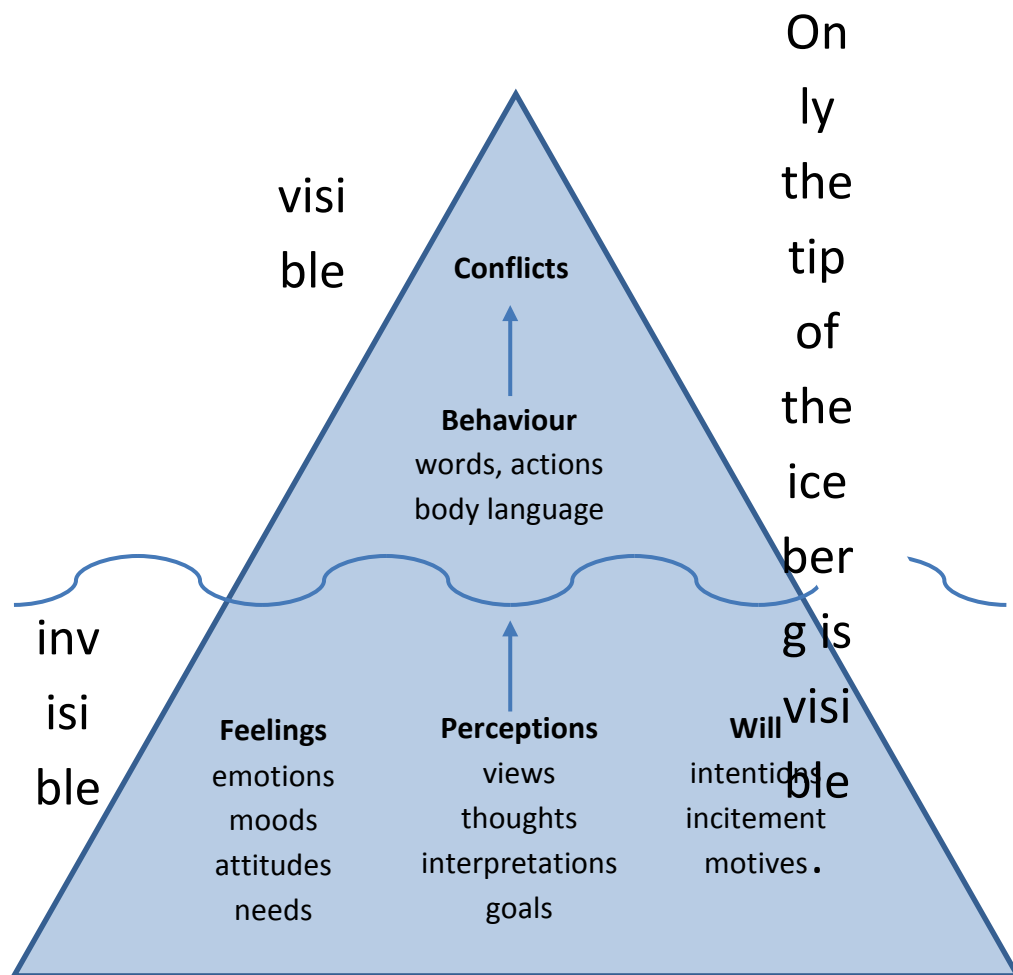 On
ly
the
tip
of
the
ice
ber
g is
visi
ble
visi
ble
Conflicts
Behaviour
words, actions
body language
inv
isi
ble
Feelings
emotions
moods
attitudes
needs
Perceptions
views
thoughts
interpretations
goals
Will
intentions
incitement
motives.